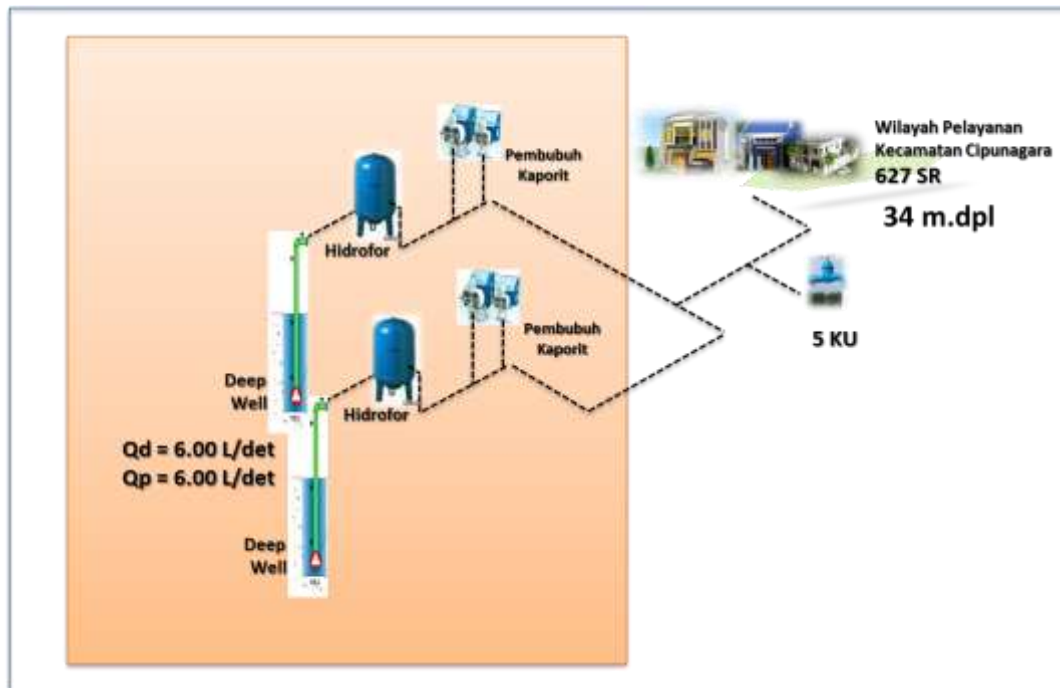 Wilayah Pelayanan
Kecamatan Cipunagara
627 SR
34 m.dpl
Pembubuh
Kaporit
Hidrofor
5 KU
Pembubuh
Kaporit
Deep
Well
Hidrofor
Qd = 6.00 L/det
Qp = 6.00 L/det
Deep
Well